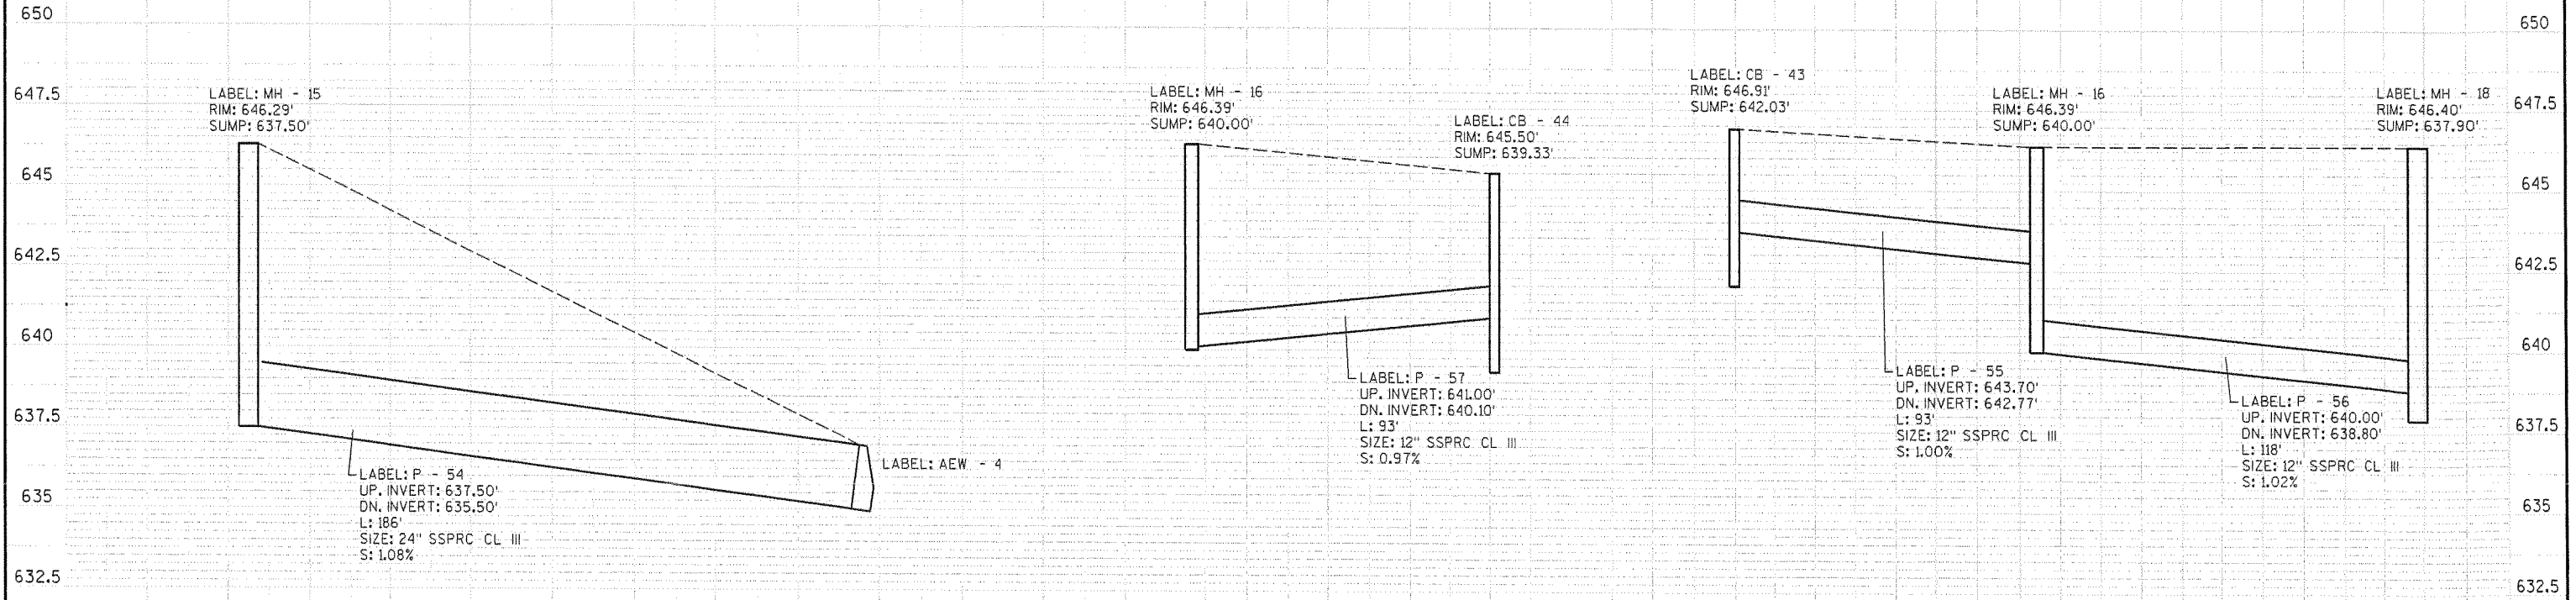 650
647.5
645
642.5
640
637.5
635
632.5
LABEL: MH - 15
RIM: 646.29'
SUMP: 637.50'
LABEL: P - 54
UP. INVERT: 637.50'
DN. INVERT: 635.50'
L: 186'
SIZE: 24" SSPRC CL III
S: 1.08%
LABEL: AEW - 4
LABEL: MH - 16
RIM: 646.39'
SUMP: 640.00'
LABEL: CB - 44
RIM: 645.50'
SUMP: 639.33'
LABEL: P - 57
UP. INVERT: 641.00'
DN. INVERT: 640.10'
L: 93'
SIZE: 12" SSPRC CL III
S: 0.97%
LABEL: CB - 43
RIM: 646.91'
SUMP: 642.03'
LABEL: P - 55
UP. INVERT: 643.70'
DN. INVERT: 642.77'
L: 93'
SIZE: 12" SSPRC CL III
S: 1.00%
LABEL: MH - 16
RIM: 646.39'
SUMP: 640.00'
LABEL: P - 56
UP. INVERT: 640.00'
DN. INVERT: 638.80'
L: 118'
SIZE: 12" SSPRC CL III
S: 1.02%
LABEL: MH - 18
RIM: 646.40'
SUMP: 637.90'
650
647.5
645
642.5
640
637.5
635
632.5